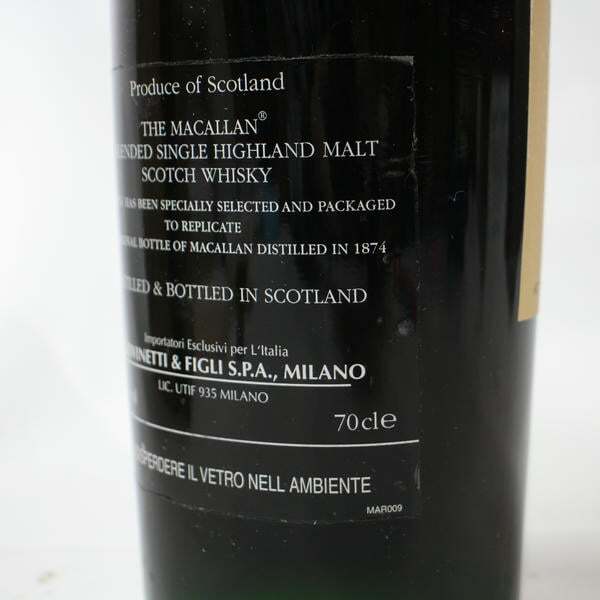 Produce of Scotland
THE MACALLAN®
SINGLE HIGHLAND MALT
SCOTCH WHISKY
HAS BEEN SPECIALLY SELECTED AND PACKAGED
TO REPLICATE
BOTTLE OF MACALLAN DISTILLED IN 1874
& BOTTLED IN SCOTLAND
Importatori Esclusivi per L'Italia
& FIGLI S.P.A., MILANO
LIC. UTIF 935 MILANO
70cl e
IL VETRO NELL AMBIENTE
MAR009